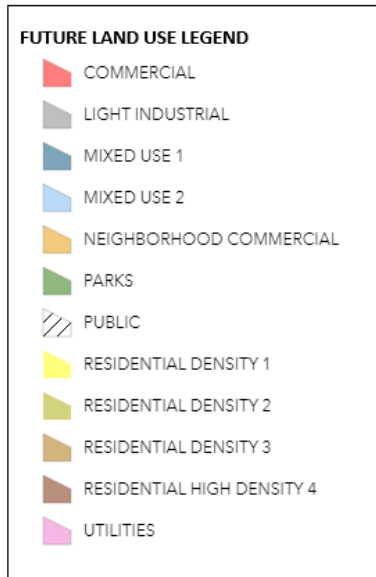 FUTURE LAND USE LEGEND
COMMERCIAL
LIGHT INDUSTRIAL
MIXED USE 1
MIXED USE 2
NEIGHBORHOOD COMMERCIAL
PARKS
PUBLIC
RESIDENTIAL DENSITY 1
RESIDENTIAL DENSITY 2
RESIDENTIAL DENSITY 3
RESIDENTIAL HIGH DENSITY 4
UTILITIES